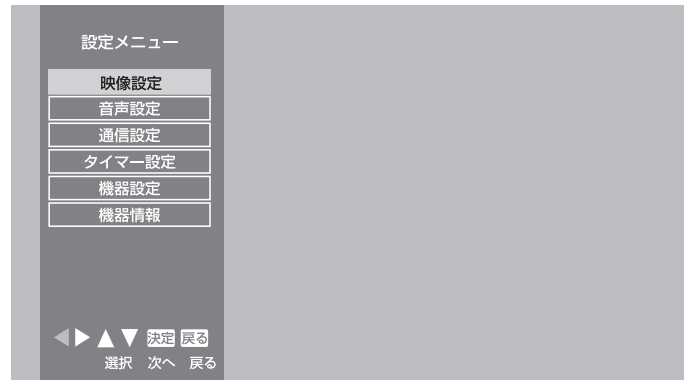 設定メニュー
映像設定
音声設定
通信設定
タイマー設定
機器設定
機器情報
決定 戻る
選択 次へ 戻る